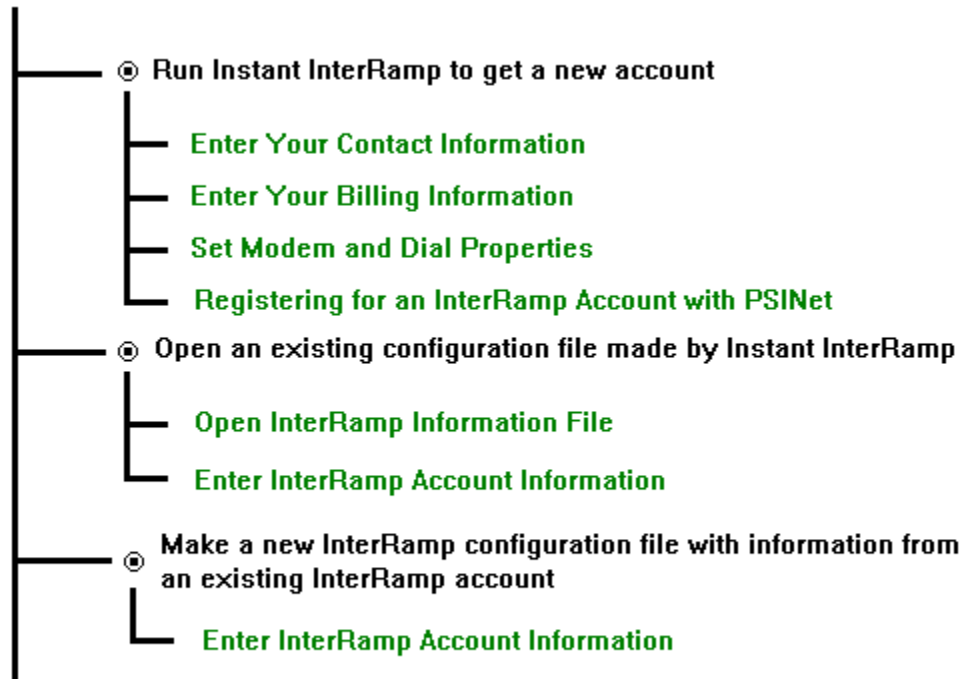 Run Instant InterRamp to get a new account
Enter Your Contact Information
Enter Your Billing Information
Set Modem and Dial Properties
Registering for an InterRamp Account with PSINet
Open an existing configuration file made by Instant InterRamp
Open InterRamp Information File
Enter InterRamp Account Information
Make a new InterRamp configuration file with information from
an existing InterRamp account
Enter InterRamp Account Information